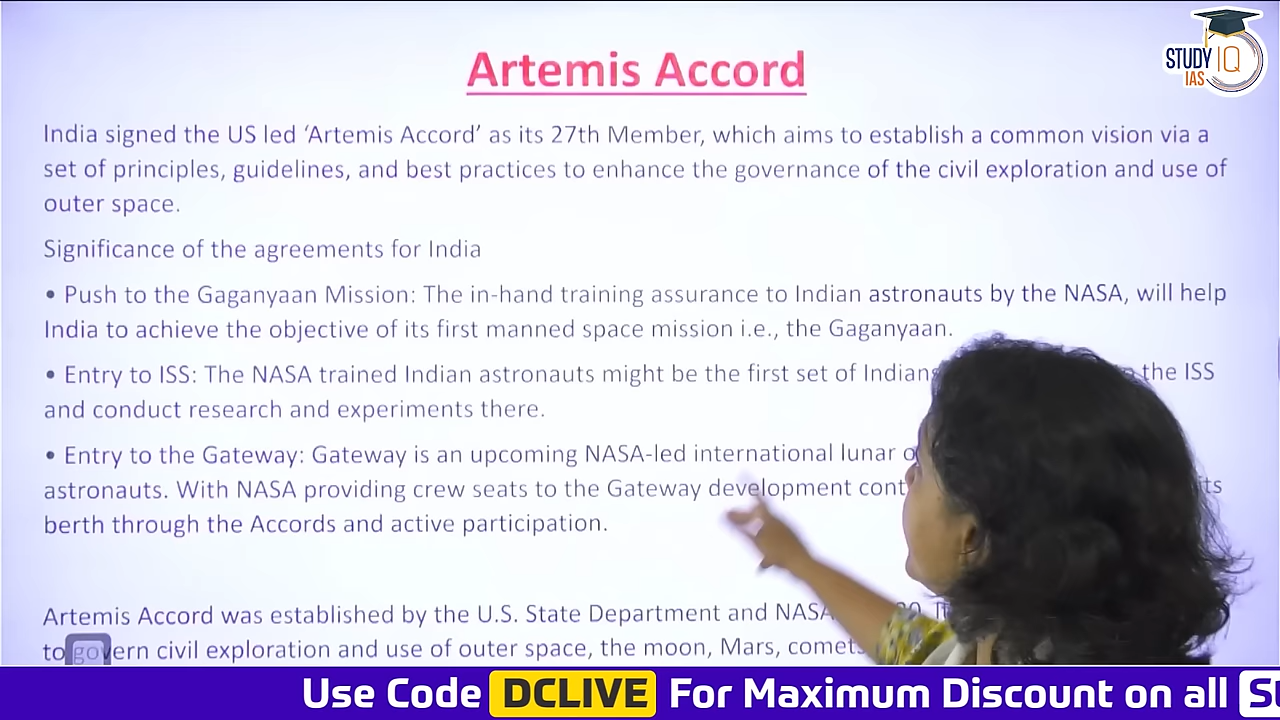 Artemis Accord
STUDY IQ
IAS
India signed the US led ‘Artemis Accord’ as its 27th Member, which aims to establish a common vision via a
set of principles, guidelines, and best practices to enhance the governance of the civil exploration and use of
outer space.
Significance of the agreements for India
• Push to the Gaganyaan Mission: The in-hand training assurance to Indian astronauts by the NASA, will help
India to achieve the objective of its first manned space mission i.e., the Gaganyaan.
• Entry to ISS: The NASA trained Indian astronauts might be the first set of Indians the ISS
and conduct research and experiments there.
• Entry to the Gateway: Gateway is an upcoming NASA-led international lunar
astronauts. With NASA providing crew seats to the Gateway development its
berth through the Accords and active participation.
Artemis Accord was established by the U.S. State Department and NASA
to govern civil exploration and use of outer space, the moon, Mars, comets
Use Code DCLIVE For Maximum Discount on all